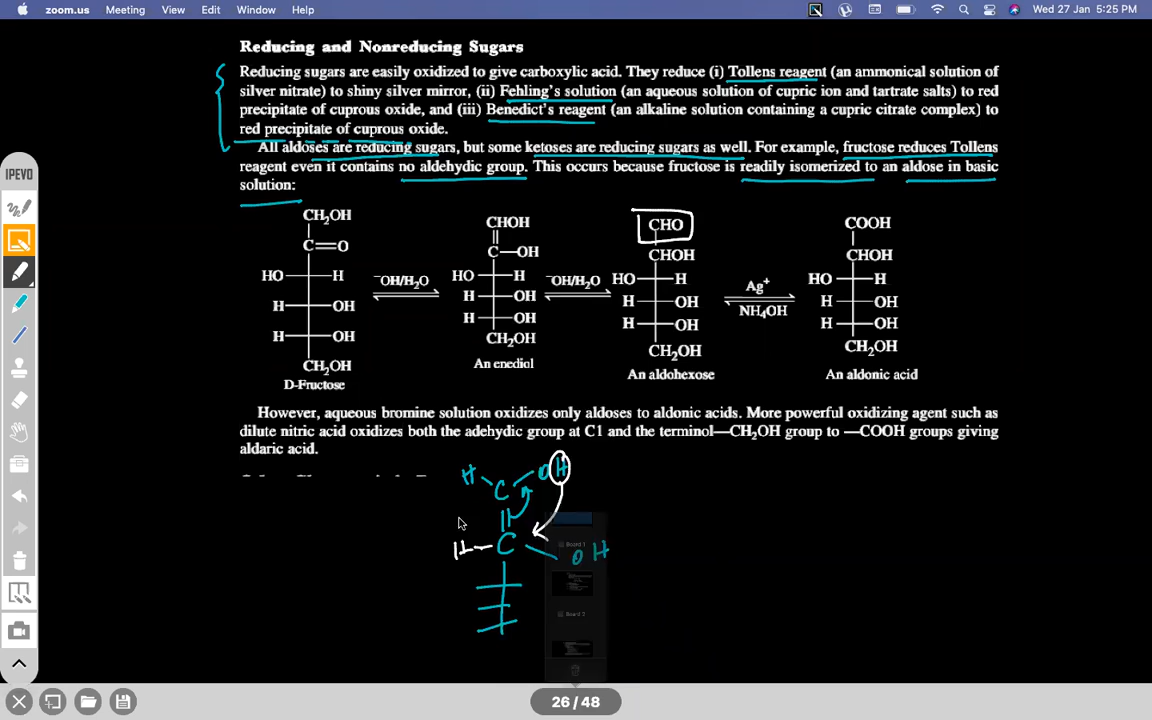 zoom.us Meeting View Edit Window Help Wed 27 Jan 5:25 PM
IPEVO
Reducing and Nonreducing Sugars
Reducing sugars are easily oxidized to give carboxylic acid. They reduce (i) Tollens reagent (an ammonical solution of
silver nitrate) to shiny silver mirror, (ii) Fehling's solution (an aqueous solution of cupric ion and tartrate salts) to red
precipitate of cuprous oxide, and (iii) Benedict's reagent (an alkaline solution containing a cupric citrate complex) to
red precipitate of cuprous oxide.
All aldoses are reducing sugars, but some ketoses are reducing sugars as well. For example, fructose reduces Tollens
reagent even it contains no aldehydic group. This occurs because fructose is readily isomerized to an aldose in basic
solution:
CH₂OH CHOH CHO COOH
C=O C—OH CHOH CHOH
HO H ⁻OH/H₂O HO H ⁻OH/H₂O HO H Ag⁺ HO H
H OH H OH H OH NH₄OH H OH
H OH H OH H OH H OH
CH₂OH CH₂OH CH₂OH CH₂OH
D-Fructose An enediol An aldohexose An aldonic acid
However, aqueous bromine solution oxidizes only aldoses to aldonic acids. More powerful oxidizing agent such as
dilute nitric acid oxidizes both the adehydic group at C1 and the terminol—CH₂OH group to —COOH groups giving
aldaric acid.
H C OH
H C OH
Board 1
Board 2
26 / 48